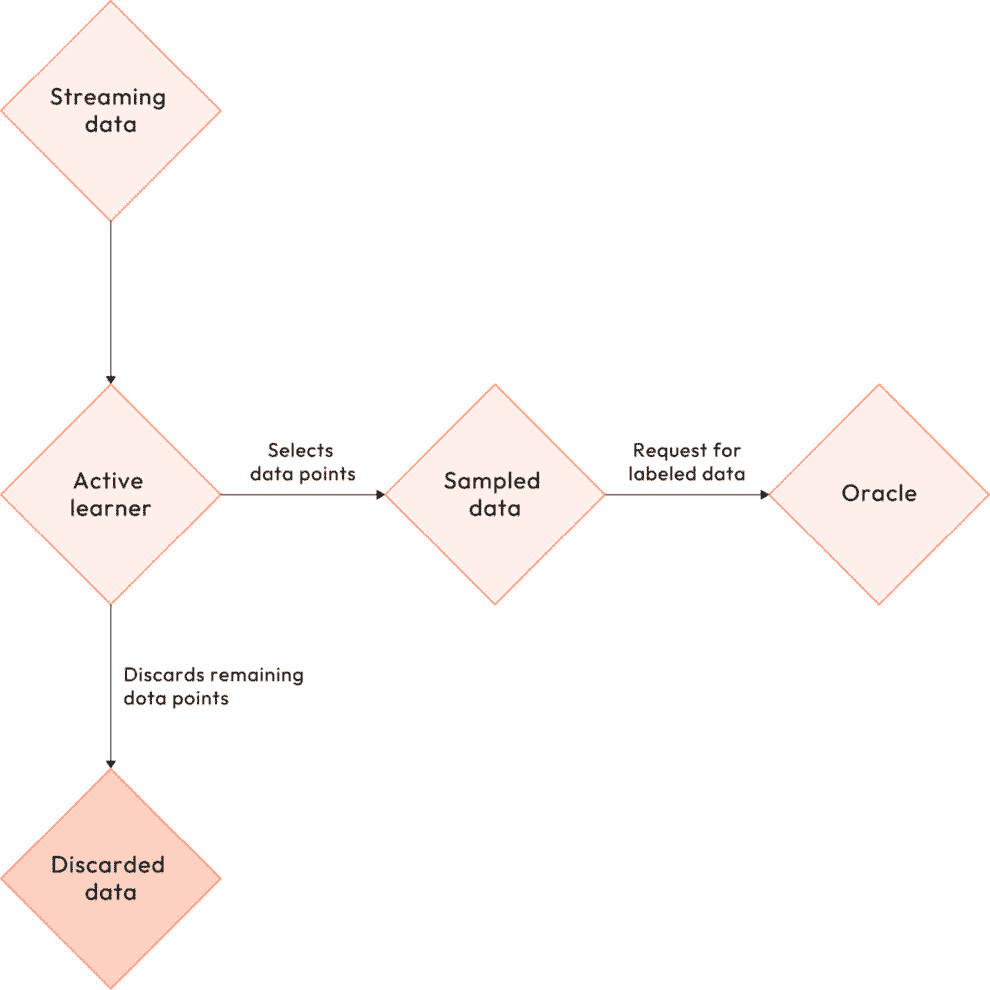 Streaming
data
Active
learner
Selects
data points
Sampled
data
Request for
labeled data
Oracle
Discards remaining
dota points
Discarded
data